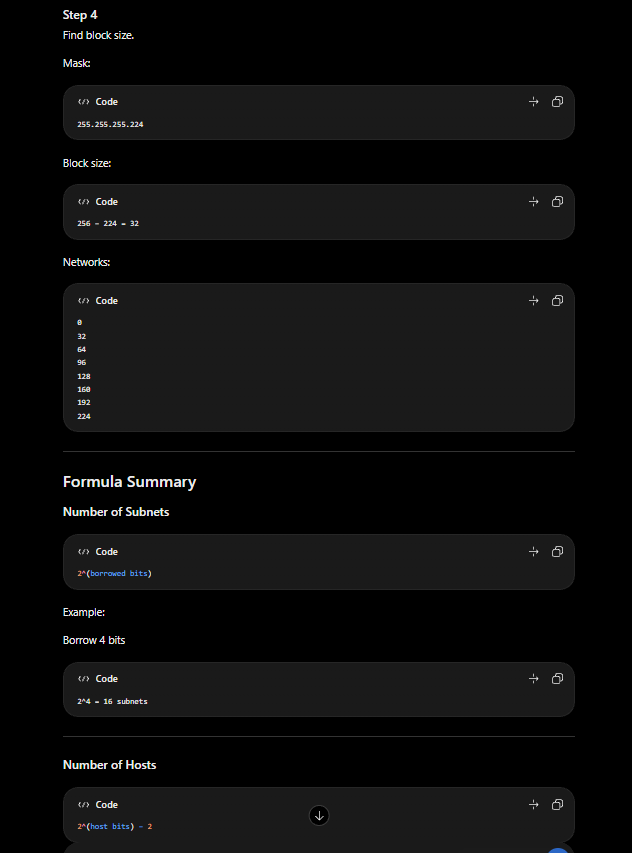 Step 4
Find block size.
Mask:
Code
255.255.255.224
Block size:
Code
256 - 224 = 32
Networks:
Code
0
32
64
96
128
160
192
224
Formula Summary
Number of Subnets
Code
2^(borrowed bits)
Example:
Borrow 4 bits
Code
2^4 = 16 subnets
Number of Hosts
Code
2^(host bits) - 2